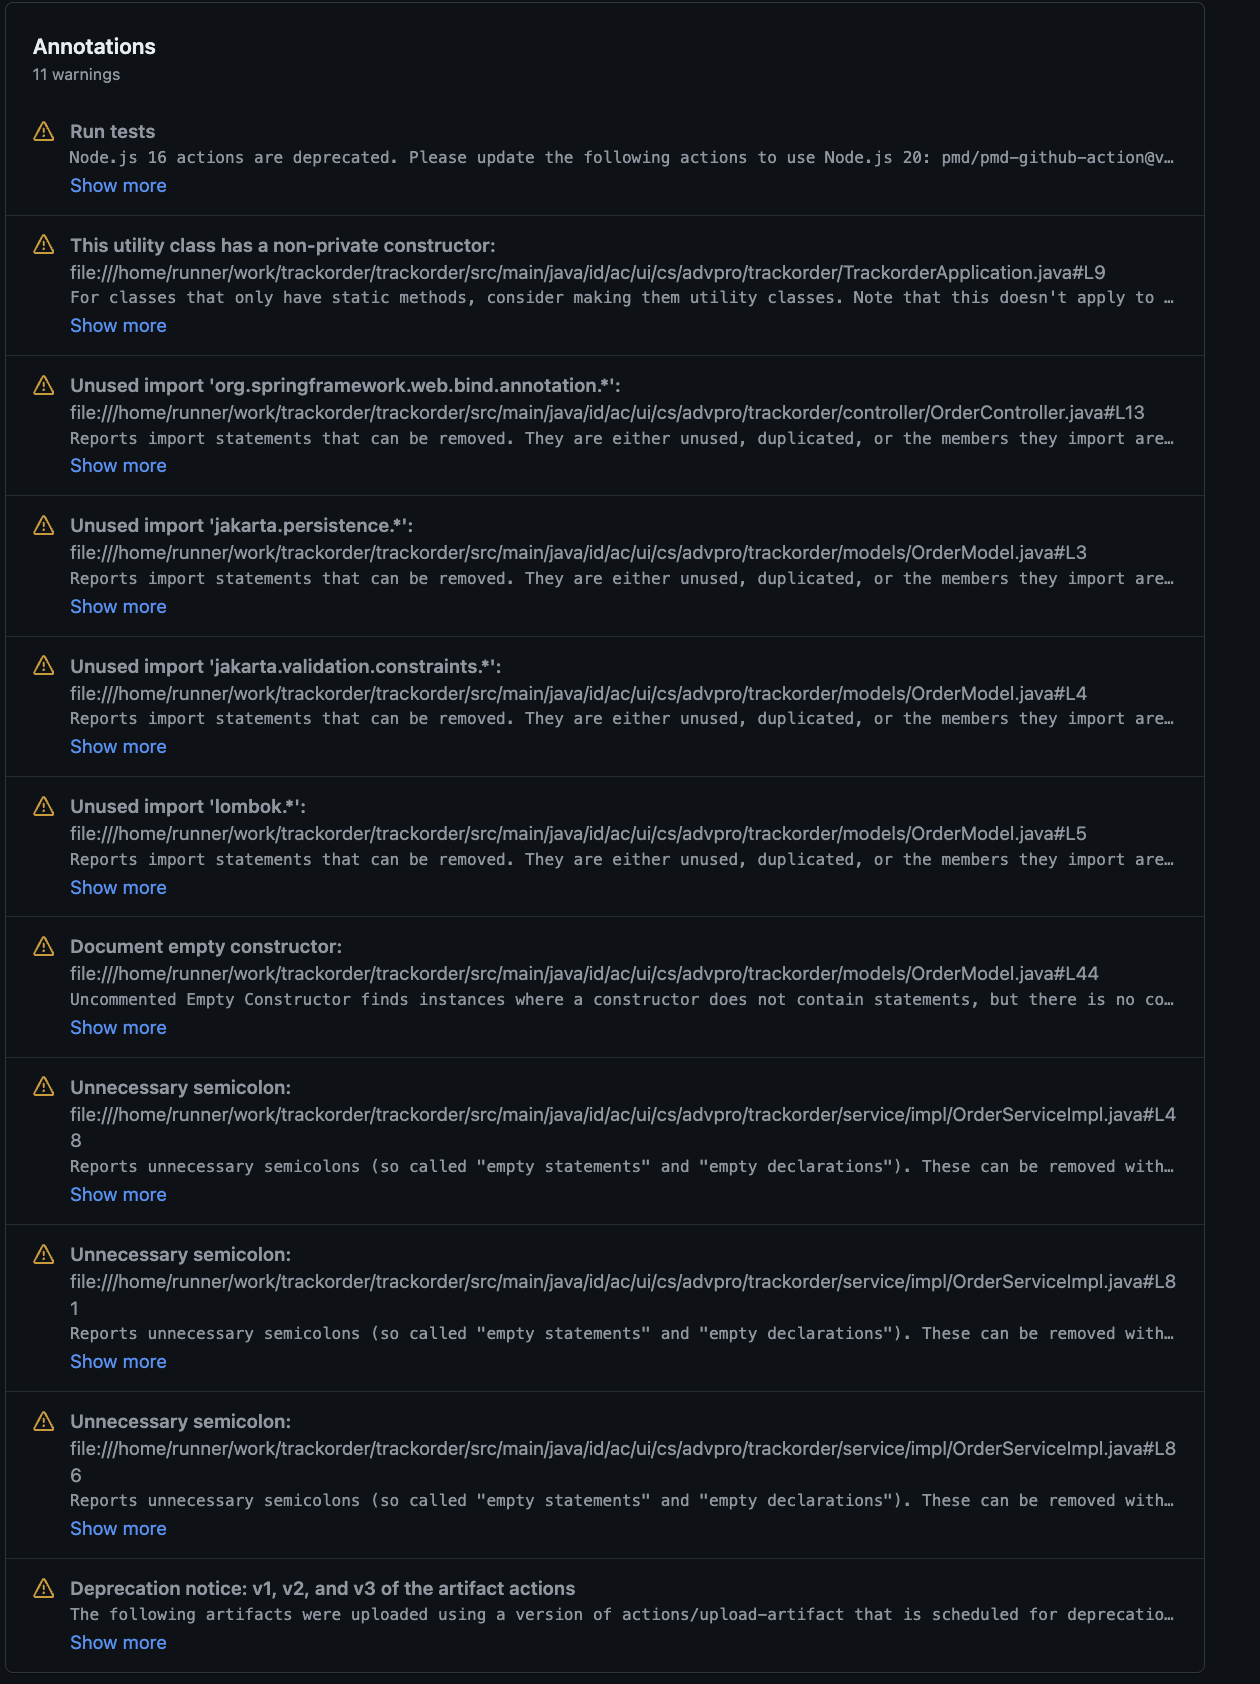 Annotations
11 warnings
Run tests
Node.js 16 actions are deprecated. Please update the following actions to use Node.js 20: pmd/pmd-github-action@v…
Show more
This utility class has a non-private constructor:
file:///home/runner/work/trackorder/trackorder/src/main/java/id/ac/ui/cs/advpro/trackorder/TrackorderApplication.java#L9
For classes that only have static methods, consider making them utility classes. Note that this doesn't apply to …
Show more
Unused import 'org.springframework.web.bind.annotation.*':
file:///home/runner/work/trackorder/trackorder/src/main/java/id/ac/ui/cs/advpro/trackorder/controller/OrderController.java#L13
Reports import statements that can be removed. They are either unused, duplicated, or the members they import are…
Show more
Unused import 'jakarta.persistence.*':
file:///home/runner/work/trackorder/trackorder/src/main/java/id/ac/ui/cs/advpro/trackorder/models/OrderModel.java#L3
Reports import statements that can be removed. They are either unused, duplicated, or the members they import are…
Show more
Unused import 'jakarta.validation.constraints.*':
file:///home/runner/work/trackorder/trackorder/src/main/java/id/ac/ui/cs/advpro/trackorder/models/OrderModel.java#L4
Reports import statements that can be removed. They are either unused, duplicated, or the members they import are…
Show more
Unused import 'lombok.*':
file:///home/runner/work/trackorder/trackorder/src/main/java/id/ac/ui/cs/advpro/trackorder/models/OrderModel.java#L5
Reports import statements that can be removed. They are either unused, duplicated, or the members they import are…
Show more
Document empty constructor:
file:///home/runner/work/trackorder/trackorder/src/main/java/id/ac/ui/cs/advpro/trackorder/models/OrderModel.java#L44
Uncommented Empty Constructor finds instances where a constructor does not contain statements, but there is no co…
Show more
Unnecessary semicolon:
file:///home/runner/work/trackorder/trackorder/src/main/java/id/ac/ui/cs/advpro/trackorder/service/impl/OrderServiceImpl.java#L4
8
Reports unnecessary semicolons (so called "empty statements" and "empty declarations"). These can be removed with…
Show more
Unnecessary semicolon:
file:///home/runner/work/trackorder/trackorder/src/main/java/id/ac/ui/cs/advpro/trackorder/service/impl/OrderServiceImpl.java#L8
1
Reports unnecessary semicolons (so called "empty statements" and "empty declarations"). These can be removed with…
Show more
Unnecessary semicolon:
file:///home/runner/work/trackorder/trackorder/src/main/java/id/ac/ui/cs/advpro/trackorder/service/impl/OrderServiceImpl.java#L8
6
Reports unnecessary semicolons (so called "empty statements" and "empty declarations"). These can be removed with…
Show more
Deprecation notice: v1, v2, and v3 of the artifact actions
The following artifacts were uploaded using a version of actions/upload-artifact that is scheduled for deprecatio…
Show more